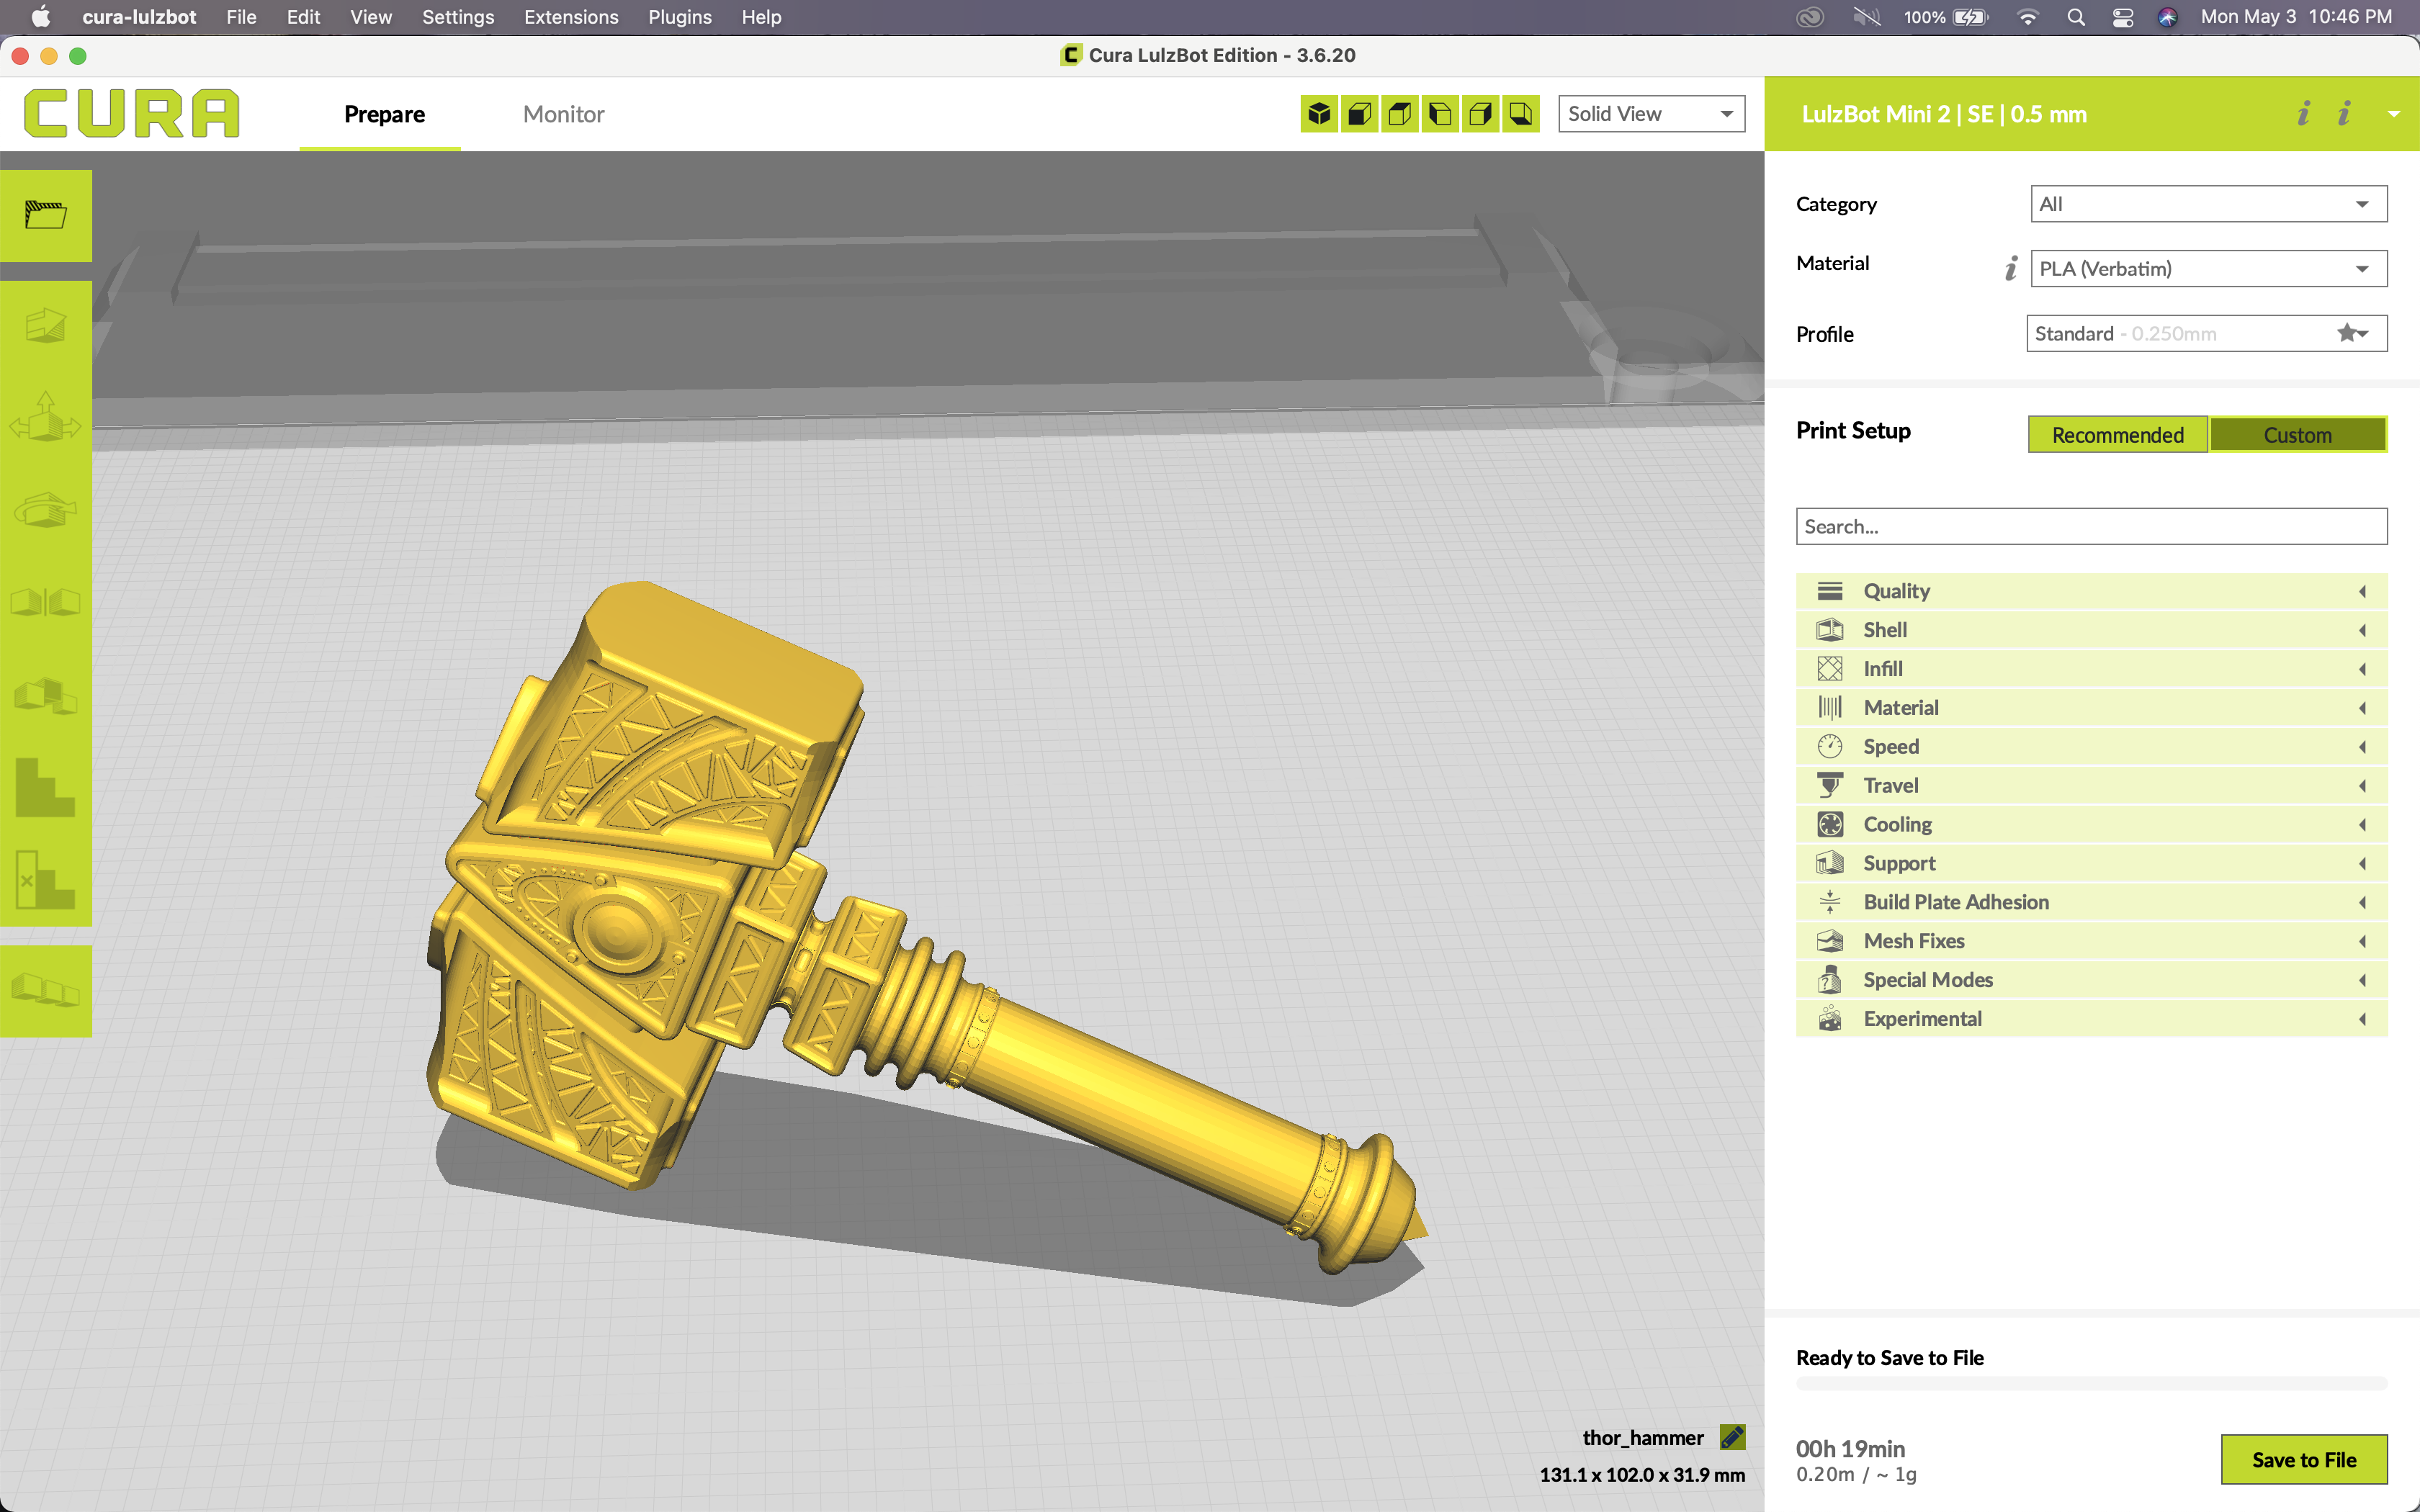 cura-lulzbot File Edit View Settings Extensions Plugins Help 100% Mon May 3 10:46 PM
C Cura LulzBot Edition - 3.6.20
CURA Prepare Monitor Solid View LulzBot Mini 2 | SE | 0.5 mm i i
Category All
Material i PLA (Verbatim)
Profile Standard - 0.250mm
Print Setup Recommended Custom
Search...
Quality
Shell
Infill
Material
Speed
Travel
Cooling
Support
Build Plate Adhesion
Mesh Fixes
Special Modes
Experimental
Ready to Save to File
thor_hammer
131.1 x 102.0 x 31.9 mm
00h 19min
0.20m / ~ 1g
Save to File